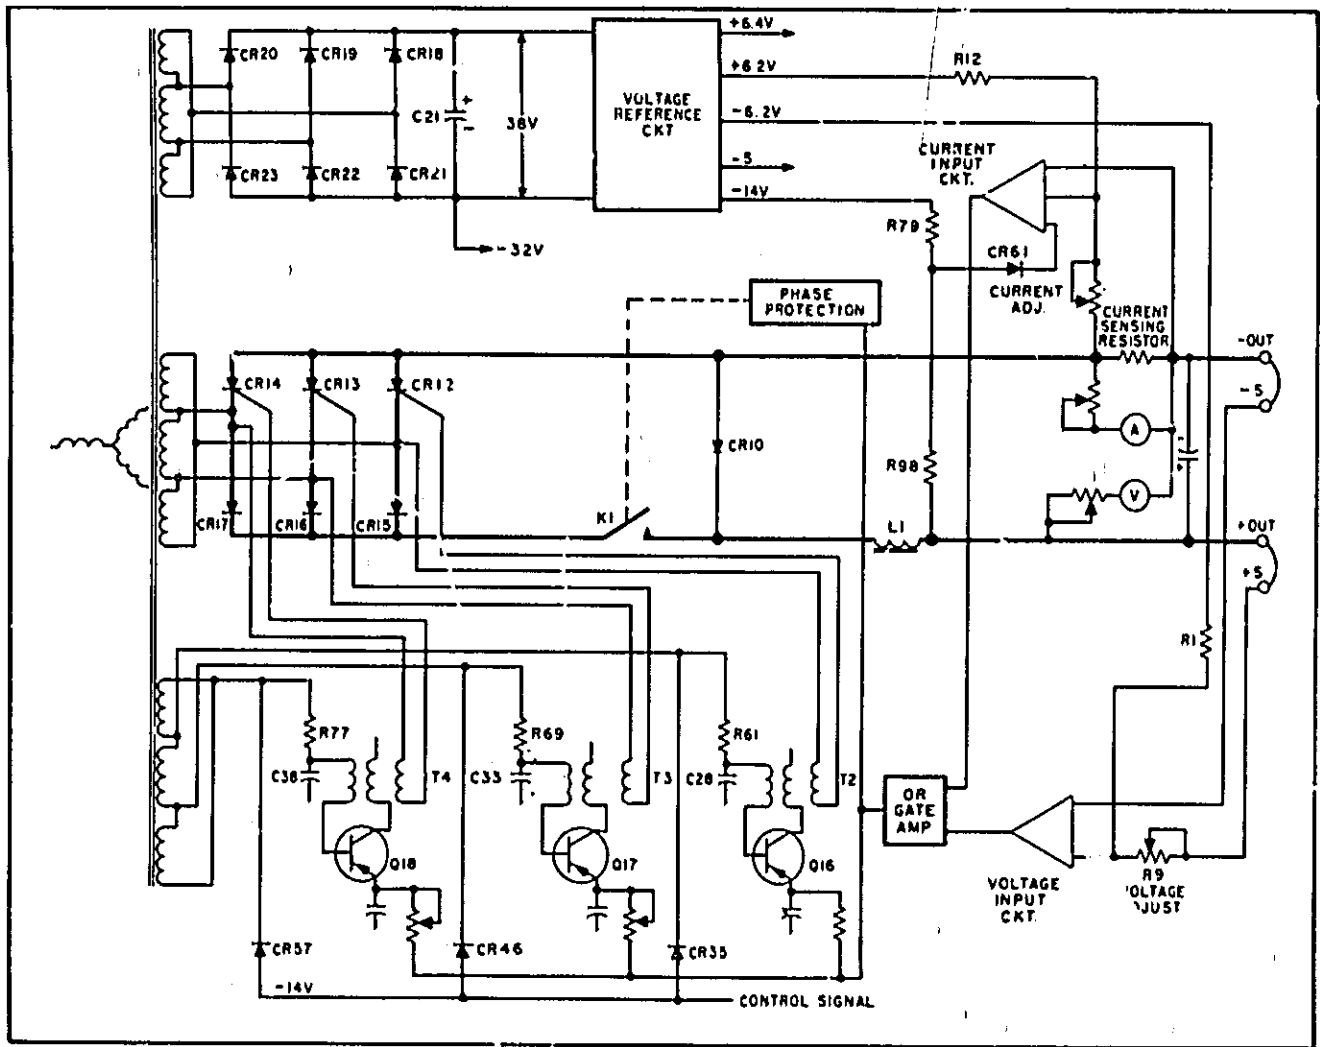 +6.4V
CR20
CR19
CR18
+6.2V
R12
VOLTAGE
REFERENCE
CKT
C21
+
-
38V
-6.2V
CURRENT
INPUT
CKT.
CR23
CR22
CR21
-5
-14V
R79
-32V
CR61
CURRENT
ADJ.
PHASE
PROTECTION
CURRENT
SENSING
RESISTOR
-OUT
CR14
CR13
CR12
-S
A
CR10
R98
V
CR17
CR16
CR15
K1
L1
+OUT
+S
R1
R77
R69
R61
C38
T4
C33
T3
C28
T2
OR
GATE
AMP
Q18
Q17
Q16
R9
VOLTAGE
INPUT
CKT.
VOLTAGE
CR57
CR46
CR35
-14V
CONTROL SIGNAL